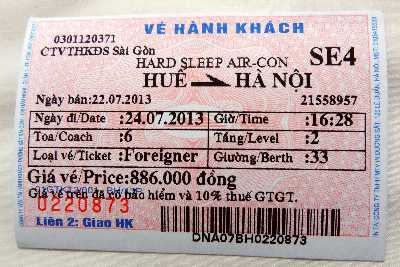 VÉ HÀNH KHÁCH
0301120371
CTVTHKĐS Sài Gòn
HARD SLEEP AIR-CON SE4
HUẾ HÀ NỘI
Ngày bán:22.07.2013 21558957
Ngày đi/Date :24.07.2013 Giờ/Time :16:28
Toa/Coach :6 Tầng/Level :2
Loại vé/Ticket :Foreigner Giường/Berth :33
Giá vé/Price:886.000 đồng
Giá vé trên đã có bảo hiểm và 10% thuế GTGT.
0220873
Liên 2: Giao HK
DNA07BH0220873